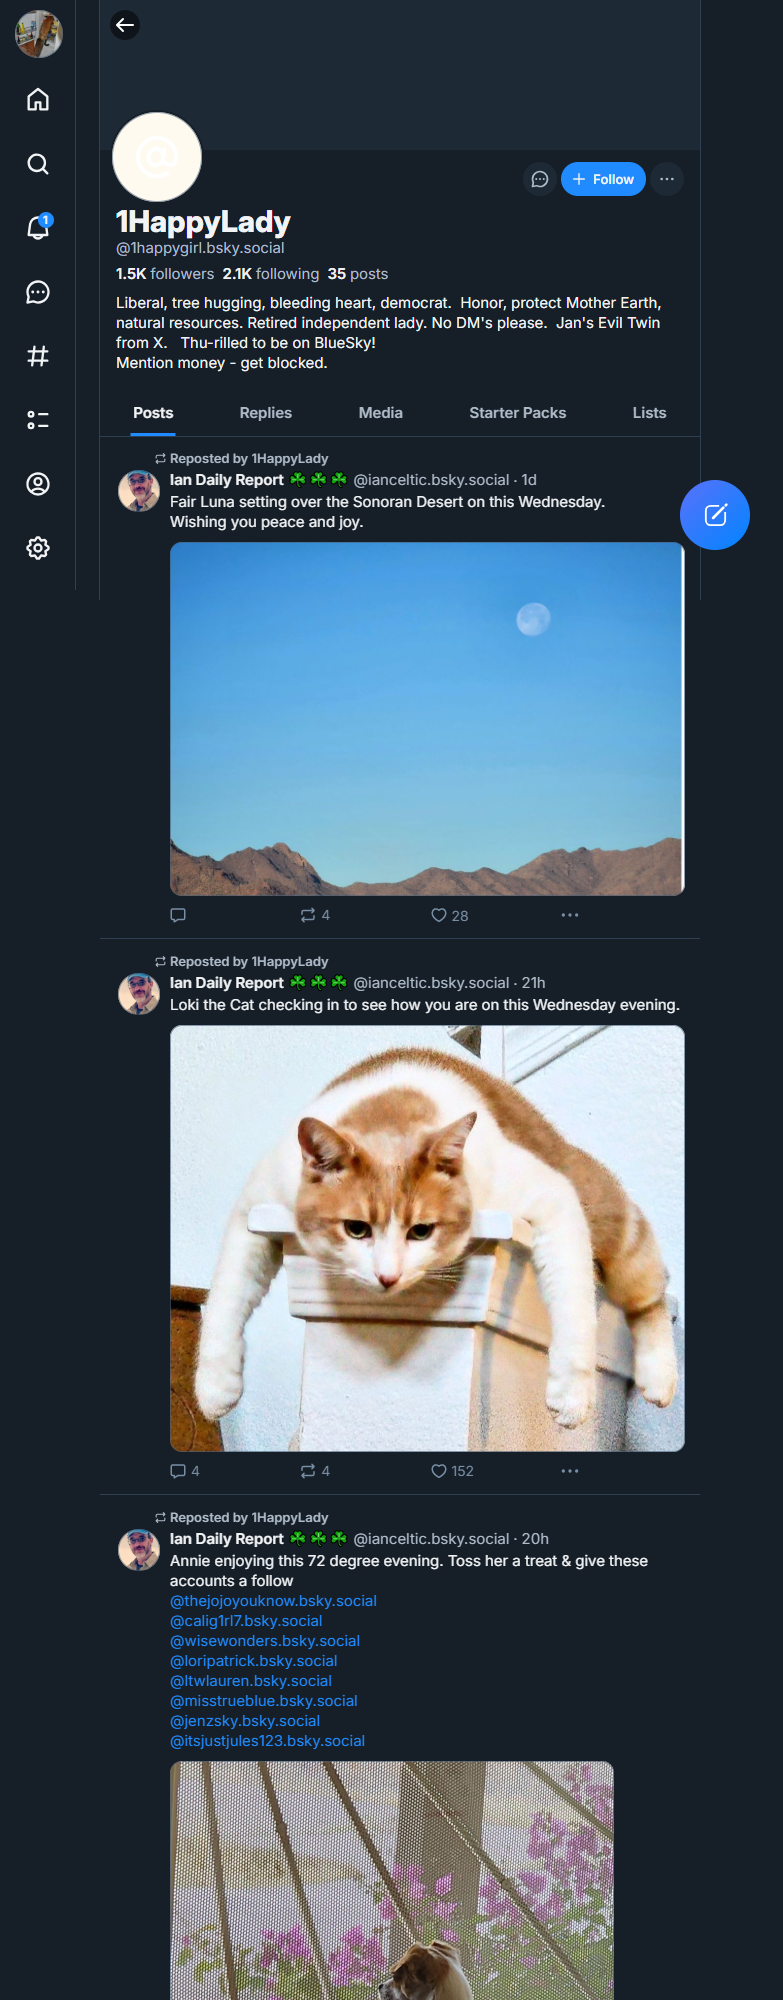 1
@
Follow
1HappyLady
@1happygirl.bsky.social
1.5K followers 2.1K following 35 posts
Liberal, tree hugging, bleeding heart, democrat.  Honor, protect Mother Earth,
natural resources. Retired independent lady. No DM's please.  Jan's Evil Twin
from X.   Thu-rilled to be on BlueSky!
Mention money - get blocked.
Posts Replies Media Starter Packs Lists
Reposted by 1HappyLady
Ian Daily Report ☘️ ☘️ ☘️ @ianceltic.bsky.social · 1d
Fair Luna setting over the Sonoran Desert on this Wednesday.
Wishing you peace and joy.
4 28
Reposted by 1HappyLady
Ian Daily Report ☘️ ☘️ ☘️ @ianceltic.bsky.social · 21h
Loki the Cat checking in to see how you are on this Wednesday evening.
4 4 152
Reposted by 1HappyLady
Ian Daily Report ☘️ ☘️ ☘️ @ianceltic.bsky.social · 20h
Annie enjoying this 72 degree evening. Toss her a treat & give these
accounts a follow
@thejojoyouknow.bsky.social
@calig1rl7.bsky.social
@wisewonders.bsky.social
@loripatrick.bsky.social
@ltwlauren.bsky.social
@misstrueblue.bsky.social
@jenzsky.bsky.social
@itsjustjules123.bsky.social